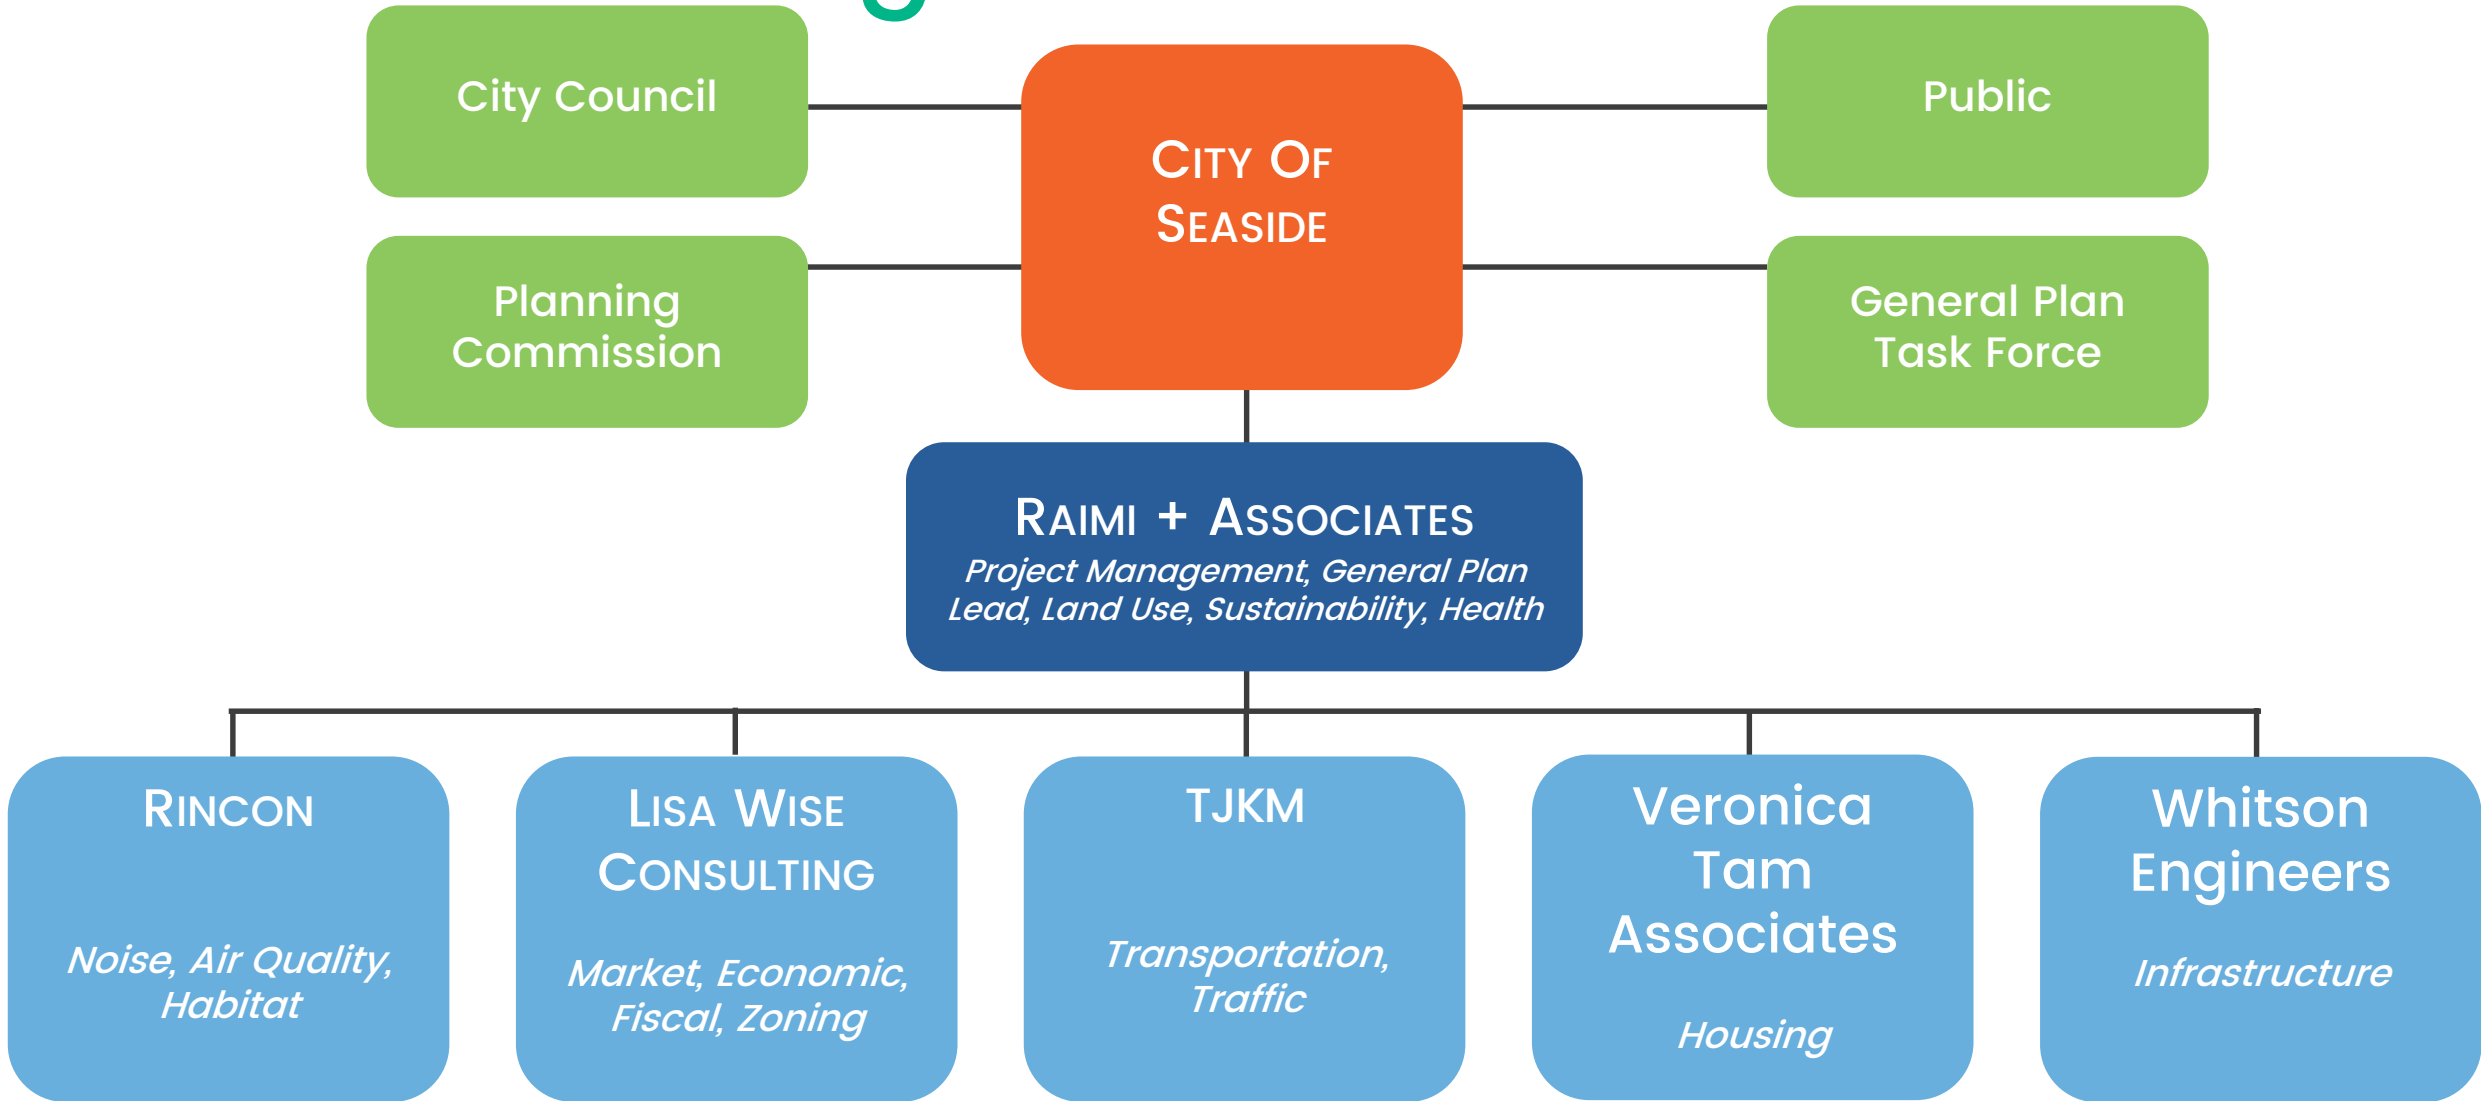 City Council
Public
CITY OF
SEASIDE
Planning
Commission
General Plan
Task Force
RAIMI + ASSOCIATES
Project Management, General Plan
Lead, Land Use, Sustainability, Health
RINCON
Noise, Air Quality,
Habitat
LISA WISE
CONSULTING
Market, Economic,
Fiscal, Zoning
TJKM
Transportation,
Traffic
Veronica
Tam
Associates
Housing
Whitson
Engineers
Infrastructure